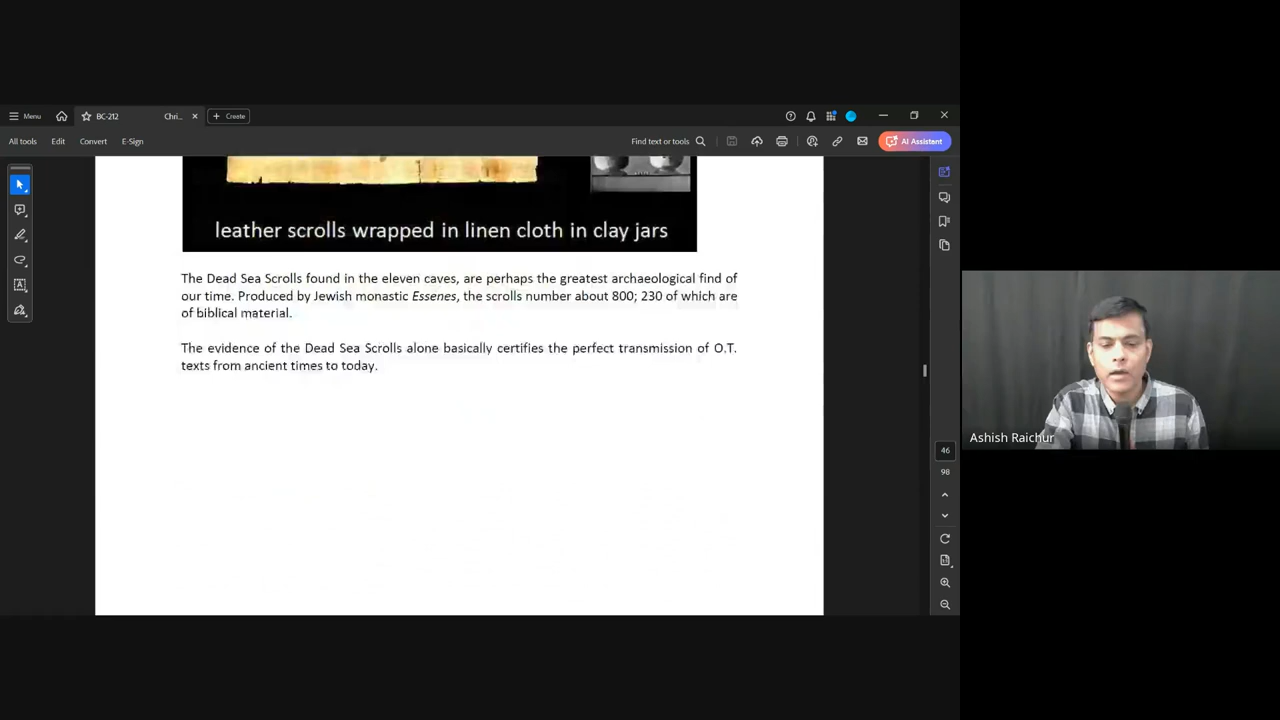 Menu
BC-212
Chri...
Create
All tools
Edit
Convert
E-Sign
Find text or tools
AI Assistant
leather scrolls wrapped in linen cloth in clay jars
The Dead Sea Scrolls found in the eleven caves, are perhaps the greatest archaeological find of
our time. Produced by Jewish monastic Essenes, the scrolls number about 800; 230 of which are
of biblical material.
The evidence of the Dead Sea Scrolls alone basically certifies the perfect transmission of O.T.
texts from ancient times to today.
Ashish Raichur
46
98